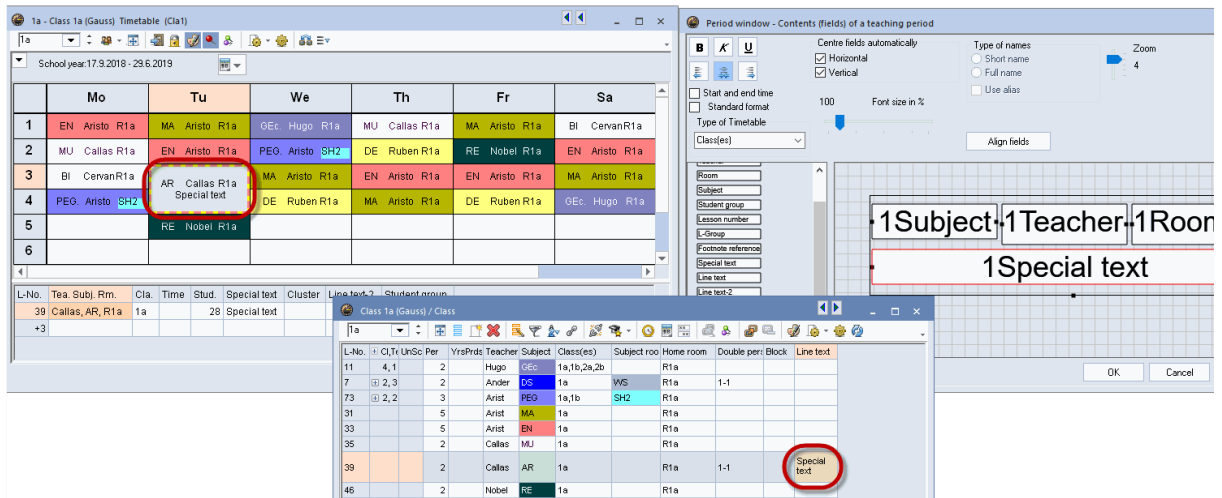 1a - Class 1a (Gauss) Timetable (Cla1)
1a
School year:17.9.2018 - 29.6.2019
Mo Tu We Th Fr Sa
1 EN Aristo R1a MA Aristo R1a GEc. Hugo R1a MU Callas R1a MA Aristo R1a BI CervanR1a
2 MU Callas R1a EN Aristo R1a PEG. Aristo SH2 DE Ruben R1a RE Nobel R1a EN Aristo R1a
3 BI CervanR1a AR Callas R1a MA Aristo R1a EN Aristo R1a EN Aristo R1a MA Aristo R1a
Special text
4 PEG. Aristo SH2 DE Ruben R1a MA Aristo R1a DE Ruben R1a GEc. Hugo R1a
5 RE Nobel R1a
6
L-No. Tea. Subj. Rm. Cla. Time Stud. Special text Cluster Line text-2 Student group
39 Callas, AR, R1a 1a 28 Special text
+3
Period window - Contents (fields) of a teaching period
B K U
Centre fields automatically
Horizontal
Vertical
Type of names
Short name
Full name
Use alias
Zoom
4
Start and end time
Standard format
100 Font size in %
Type of Timetable
Class(es)
Align fields
Room
Subject
Student group
Lesson number
L-Group
Footnote reference
Special text
Line text
Line text-2
1Subject 1Teacher 1Room
1Special text
OK Cancel
Class 1a (Gauss) / Class
1a
L-No. Cl,Te UnSc Per YrsPrds Teacher Subject Class(es) Subject roo Home room Double per: Block Line text
11 4, 1 2 Hugo GEc 1a,1b,2a,2b R1a
7 2, 3 2 Ander DS 1a WS R1a 1-1
73 2, 2 3 Arist PEG 1a,1b SH2 R1a
31 5 Arist MA 1a R1a
33 5 Arist EN 1a R1a
35 2 Callas MU 1a R1a
39 2 Callas AR 1a R1a 1-1 Special text
46 2 Nobel RE 1a R1a